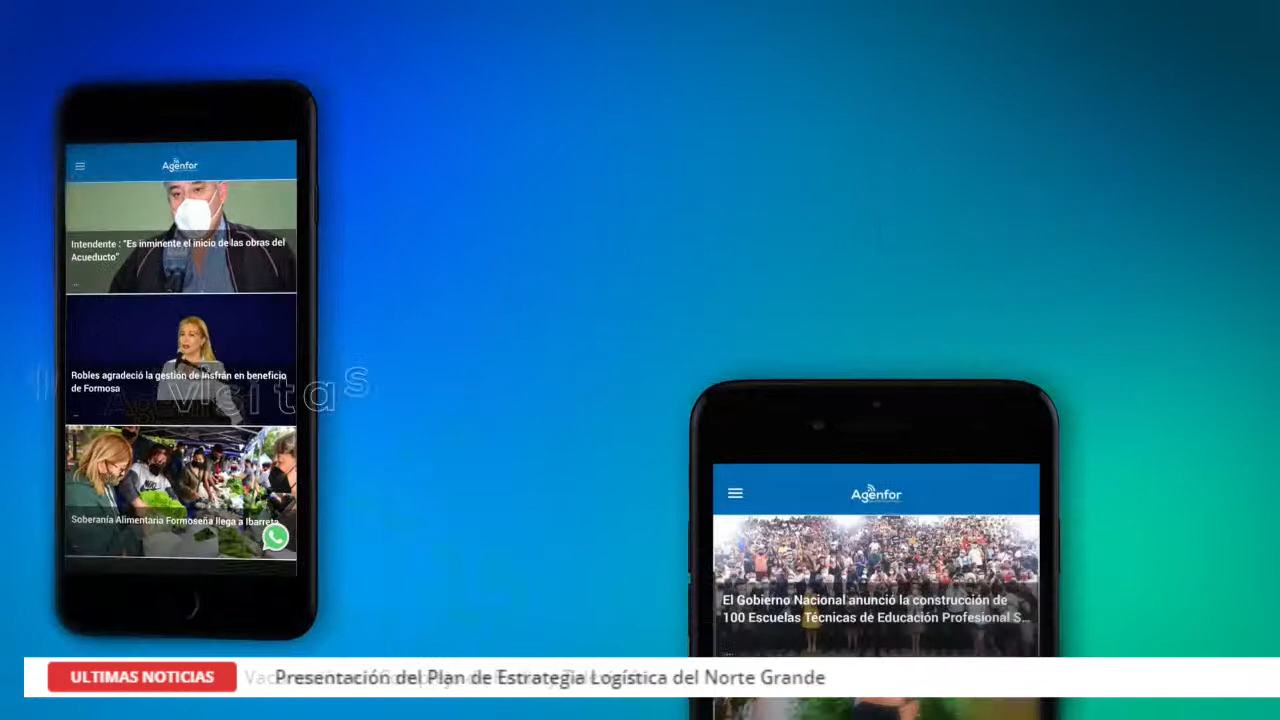 Agenfor
Intendente : "Es inminente el inicio de las obras del
Acueducto"
...
Robles agradeció la gestión de Insfrán en beneficio
de Formosa
...
visitas
Soberanía Alimentaria Formoseña llega a Ibarreta
...
Agenfor
El Gobierno Nacional anunció la construcción de
100 Escuelas Técnicas de Educación Profesional S...
...
ULTIMAS NOTICIAS
Presentación del Plan de Estrategia Logística del Norte Grande